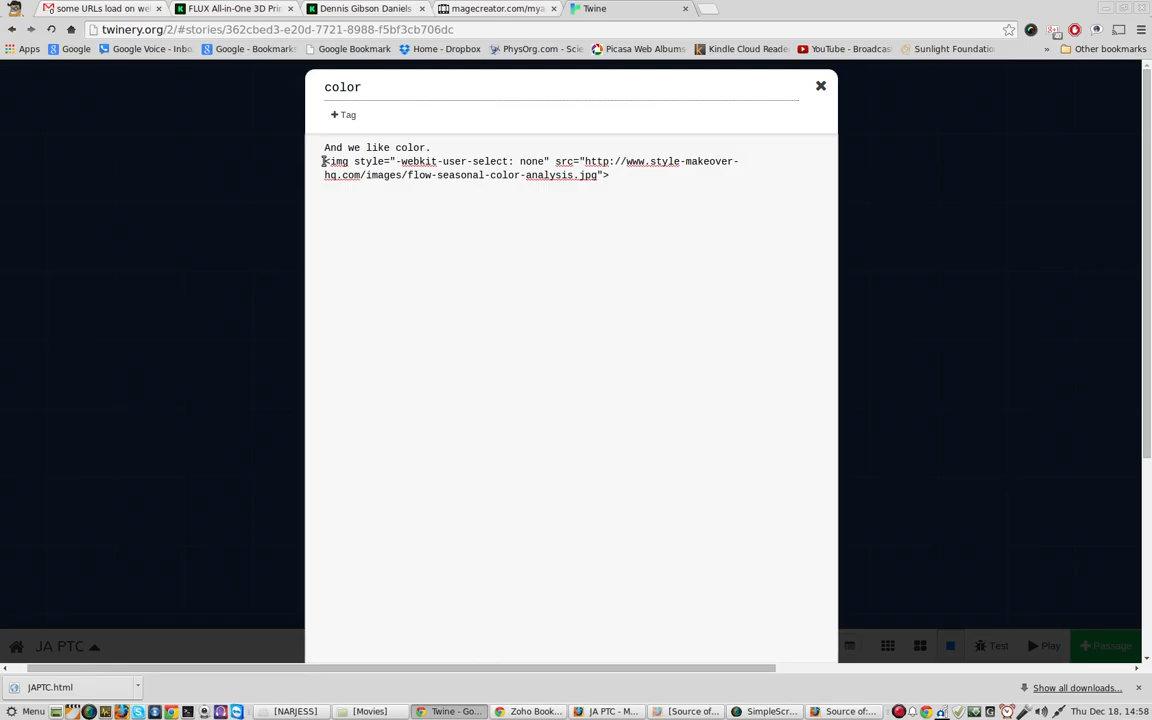 some URLs load on we
FLUX All-in-One 3D Prin
Dennis Gibson Daniels
magecreator.com/mya
Twine
twinery.org/2/#stories/362cbed3-e20d-7721-8988-f5bf3cb706dc
Apps
Google
Google Voice - Inbo
Google - Bookmarks
Google Bookmark
Home - Dropbox
PhysOrg.com - Scie
Picasa Web Albums
Kindle Cloud Reade
YouTube - Broadcas
Sunlight Foundatio
»
Other bookmarks
color
+ Tag
And we like color.
<img style="-webkit-user-select: none" src="http://www.style-makeover-
hq.com/images/flow-seasonal-color-analysis.jpg">
JA PTC
Test
Play
+ Passage
JAPTC.html
Show all downloads...
Menu
[NARJESS]
[Movies]
Twine - Go...
Zoho Book...
JA PTC - M...
[Source of...
SimpleScr...
Source of:...
Thu Dec 18, 14:58